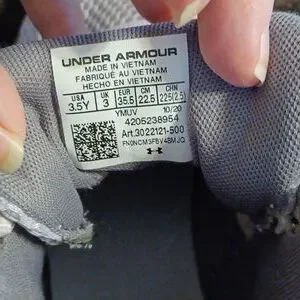 UNDER ARMOUR
MADE IN VIETNAM
FABRIQUÉ AU VIETNAM
HECHO EN VIETNAM
USA UK EUR CM CHN
3.5Y 3 35.5 22.5 225(2.5)
YMUV 10/20
4205238954
Art.3022121-500